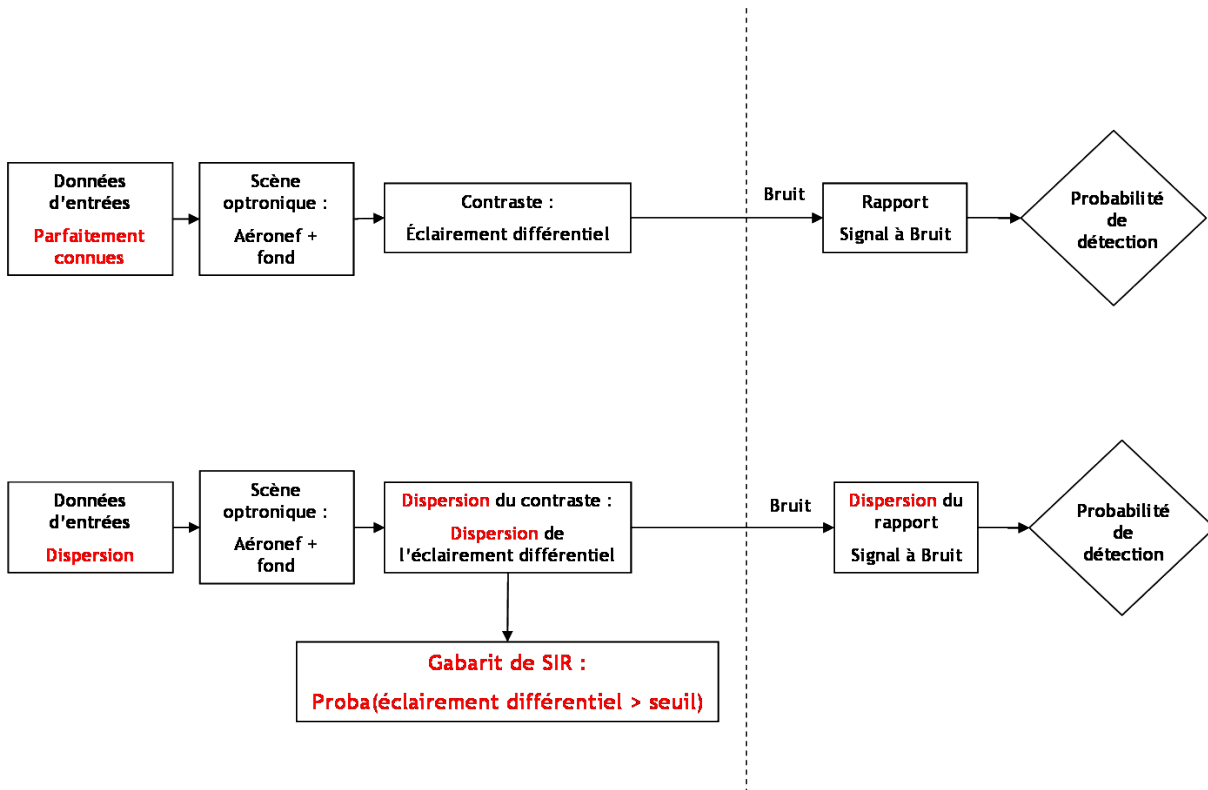 Données
d'entrées
Parfaitement
connues
Scène
optronique :
Aéronef +
fond
Contraste :
Éclairement différentiel
Bruit
Rapport
Signal à Bruit
Probabilité
de
détection
Données
d'entrées
Dispersion
Scène
optronique :
Aéronef +
fond
Dispersion du contraste :
Dispersion de
l'éclairement différentiel
Bruit
Dispersion du
rapport
Signal à Bruit
Probabilité
de
détection
Gabarit de SIR :
Proba(éclairement différentiel > seuil)